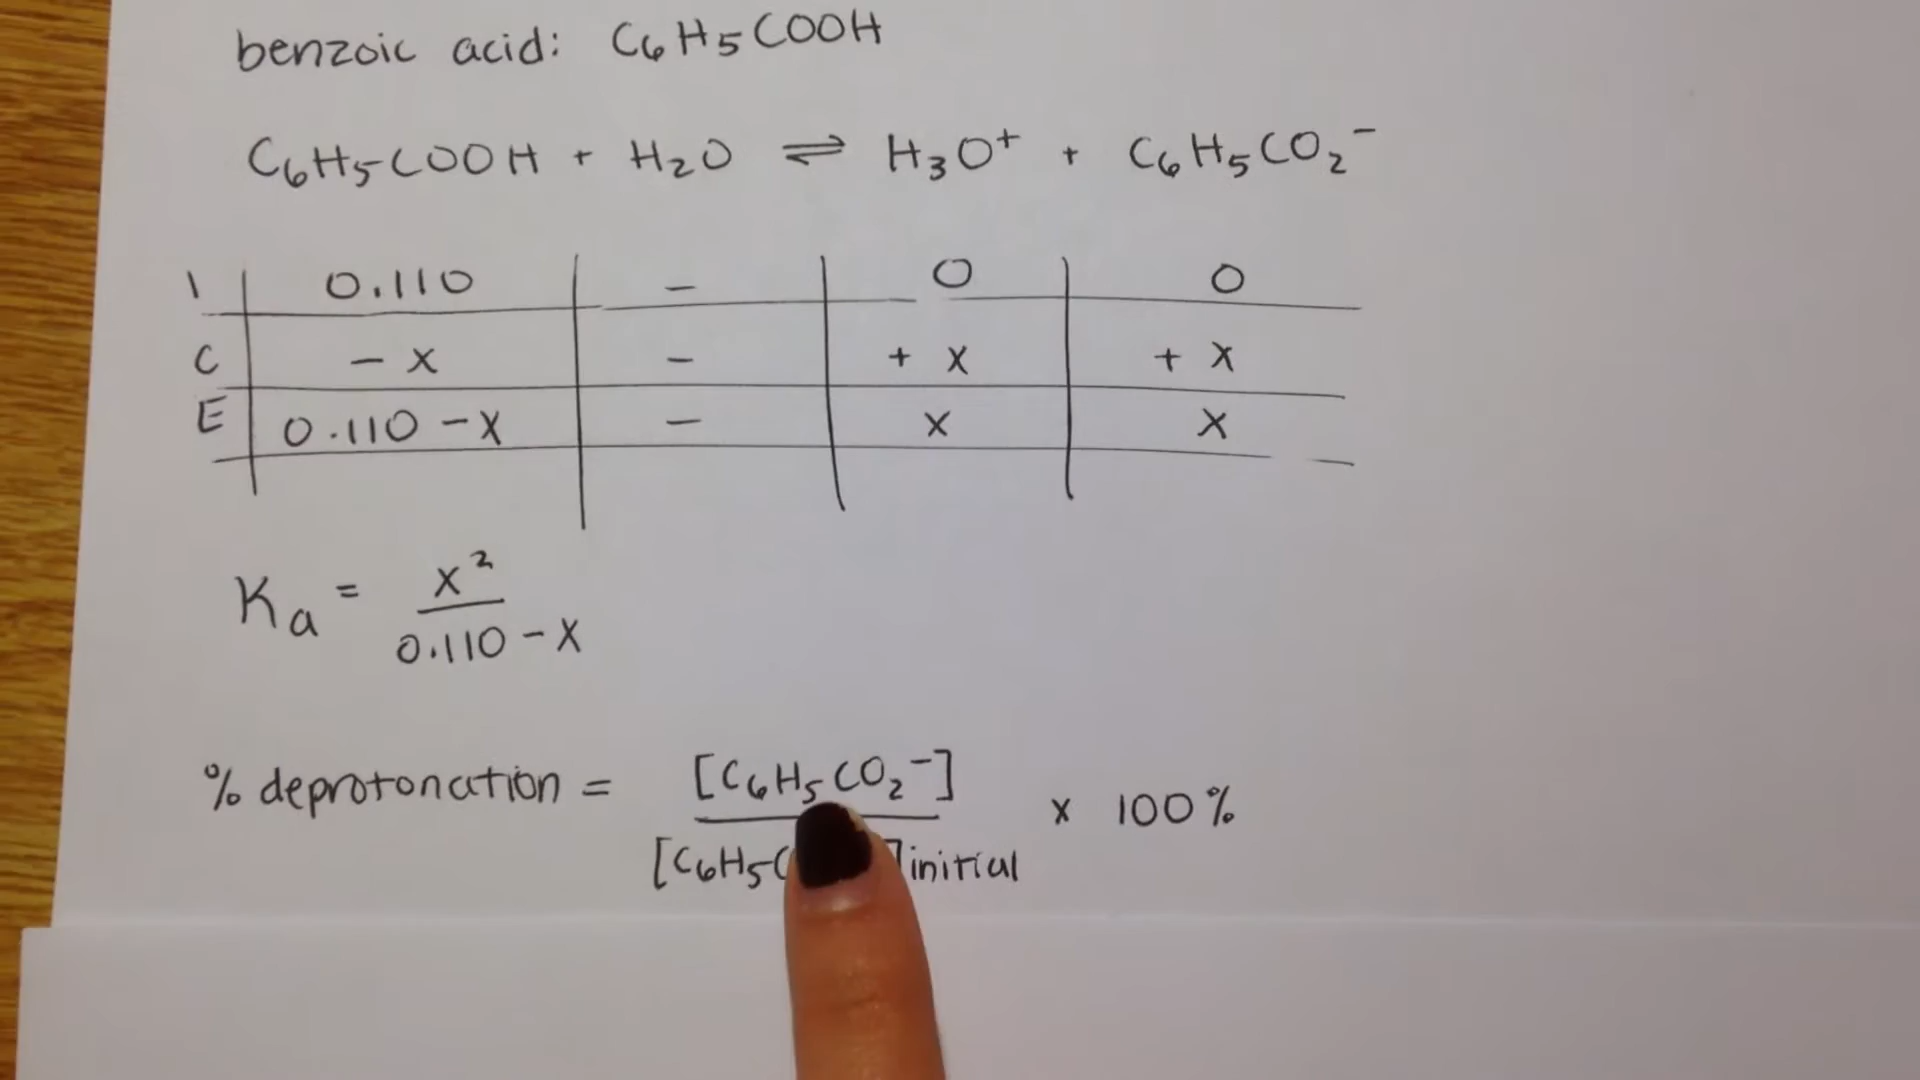 benzoic acid: C6H5COOH
C6H5COOH + H2O ⇌ H3O+ + C6H5CO2-
I 0.110 - 0 0
C - x - + x + x
E 0.110 - x - x x
Ka = x²
0.110 - x
% deprotonation = [C6H5CO2-] x 100%
[C6H5C ]initial